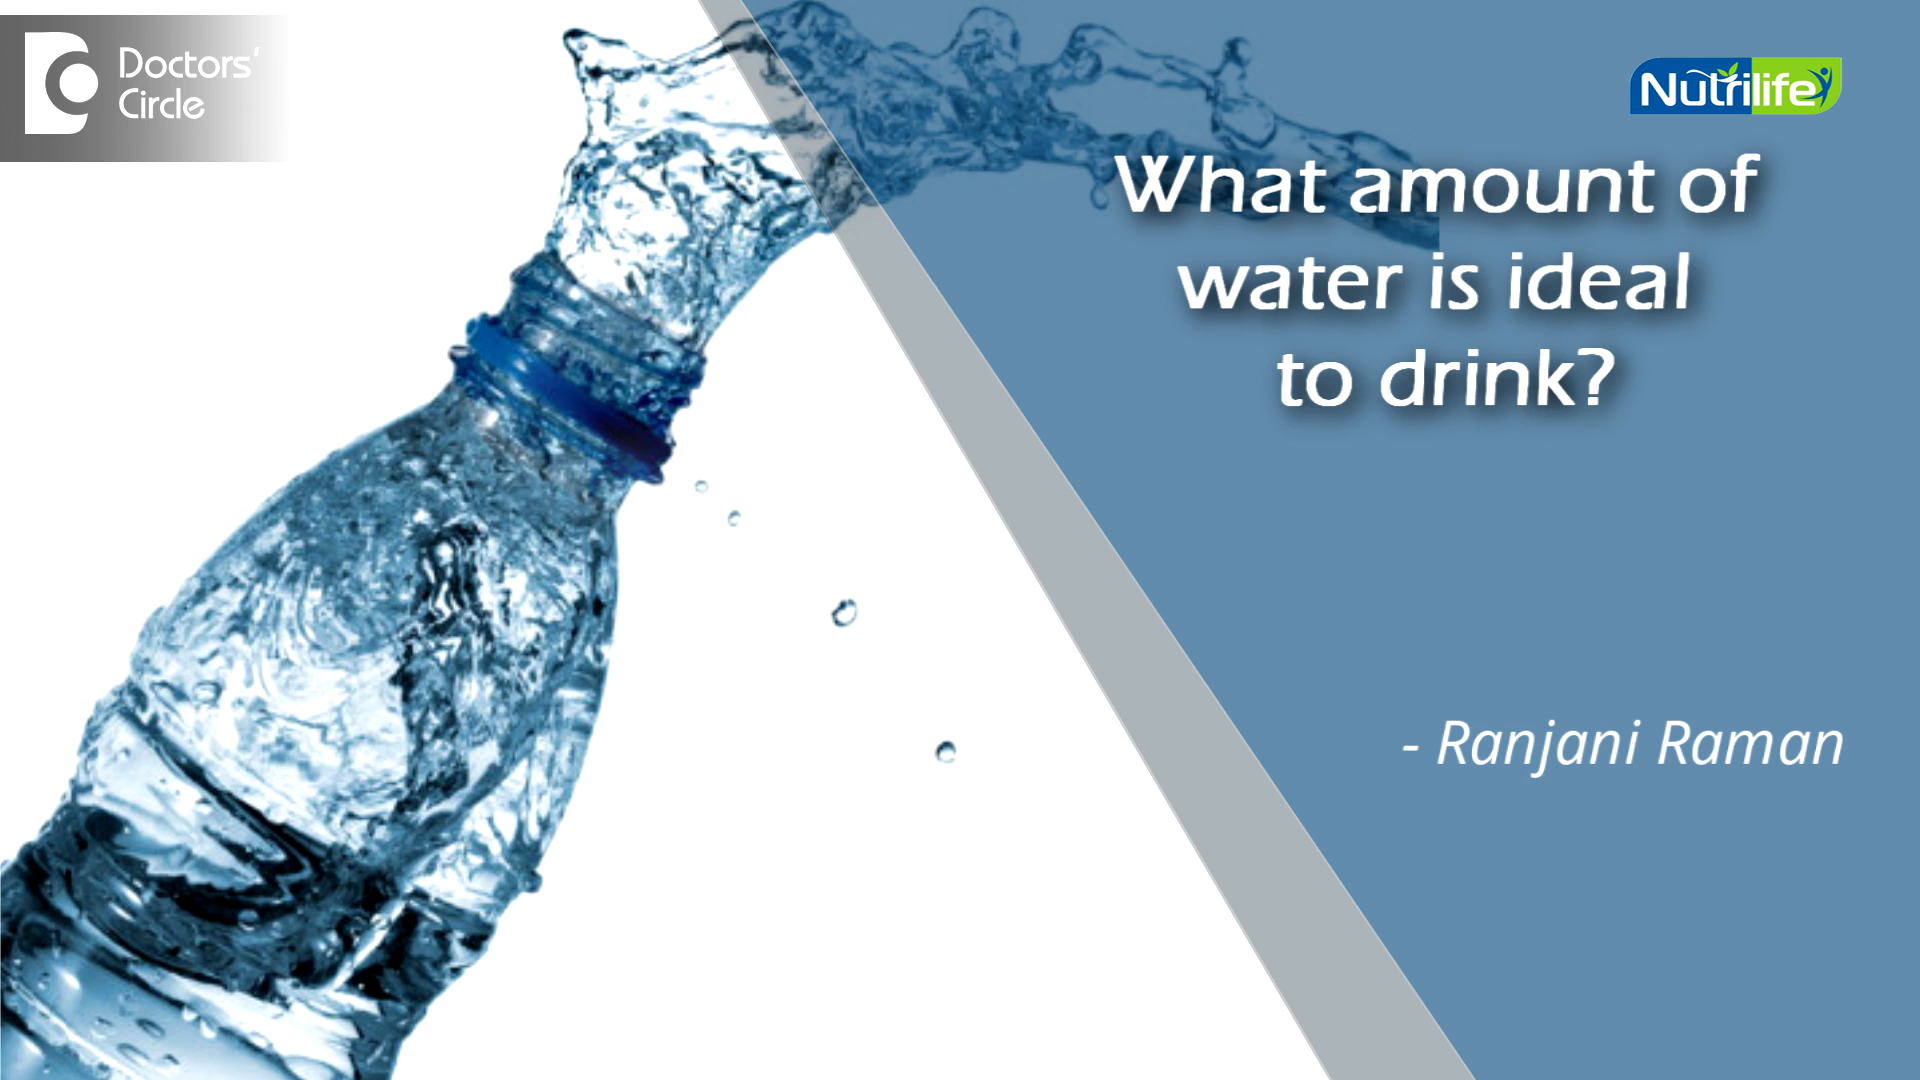 Doctors'
Circle
Nutrilife
What amount of
water is ideal
to drink?
- Ranjani Raman